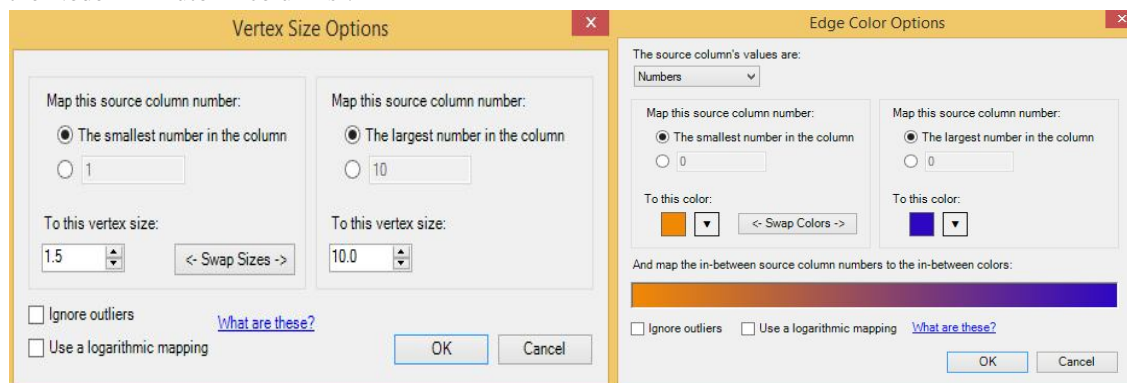 Vertex Size Options
x
Map this source column number:
Map this source column number:
The smallest number in the column
The largest number in the column
1
10
To this vertex size:
To this vertex size:
1.5
<- Swap Sizes ->
10.0
Ignore outliers
What are these?
Use a logarithmic mapping
OK
Cancel
Edge Color Options
x
The source column's values are:
Numbers
Map this source column number:
Map this source column number:
The smallest number in the column
The largest number in the column
0
0
To this color:
To this color:
<- Swap Colors ->
And map the in-between source column numbers to the in-between colors:
Ignore outliers
Use a logarithmic mapping
What are these?
OK
Cancel